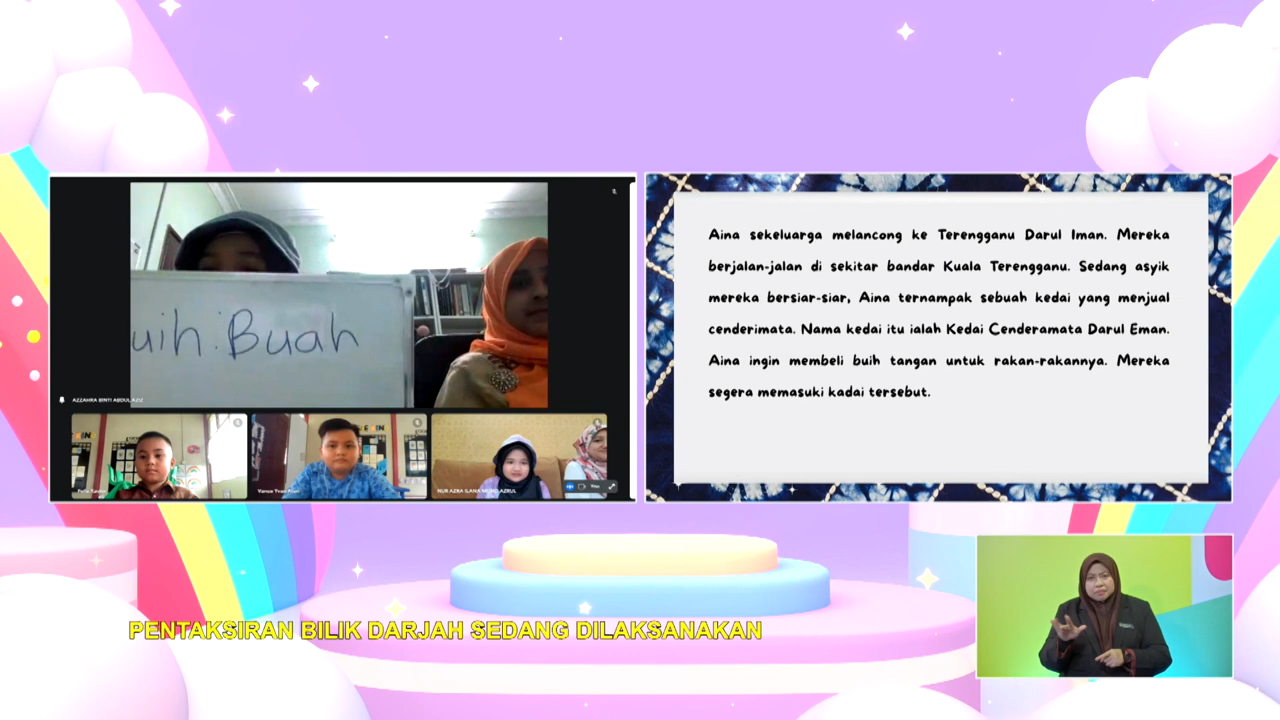 uih : Buah
AZZAHRA BINTI ABDUL AZIZ
NUR AZRA ILANA MOHD AZRUL
Aina sekeluarga melancong ke Terengganu Darul Iman. Mereka
berjalan-jalan di sekitar bandar Kuala Terengganu. Sedang asyik
mereka bersiar-siar, Aina ternampak sebuah kedai yang menjual
cenderimata. Nama kedai itu ialah Kedai Cenderamata Darul Eman.
Aina ingin membeli buih tangan untuk rakan-rakannya. Mereka
segera memasuki kadai tersebut.
PENTAKSIRAN BILIK DARJAH SEDANG DILAKSANAKAN